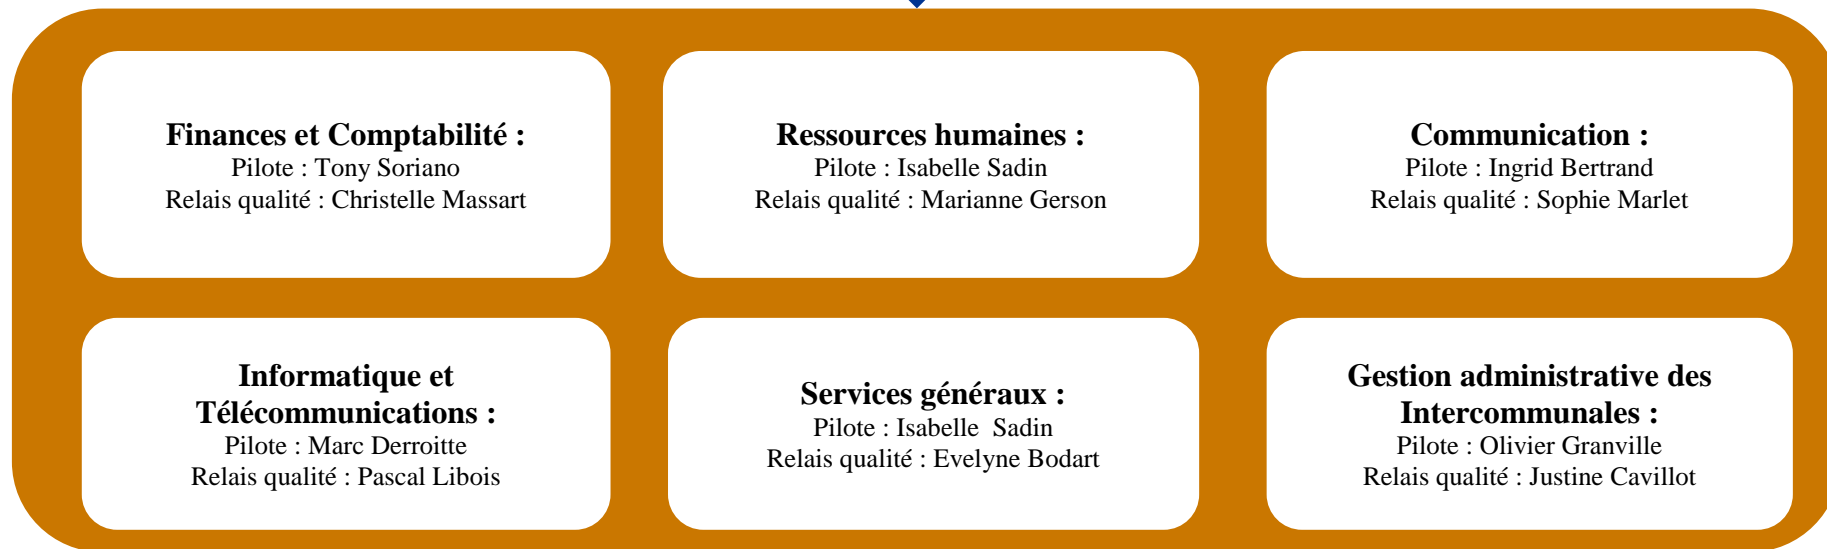 Finances et Comptabilité :
Pilote : Tony Soriano
Relais qualité : Christelle Massart
Ressources humaines :
Pilote : Isabelle Sadin
Relais qualité : Marianne Gerson
Communication :
Pilote : Ingrid Bertrand
Relais qualité : Sophie Marlet
Informatique et
Télécommunications :
Pilote : Marc Derroitte
Relais qualité : Pascal Libois
Services généraux :
Pilote : Isabelle  Sadin
Relais qualité : Evelyne Bodart
Gestion administrative des
Intercommunales :
Pilote : Olivier Granville
Relais qualité : Justine Cavillot